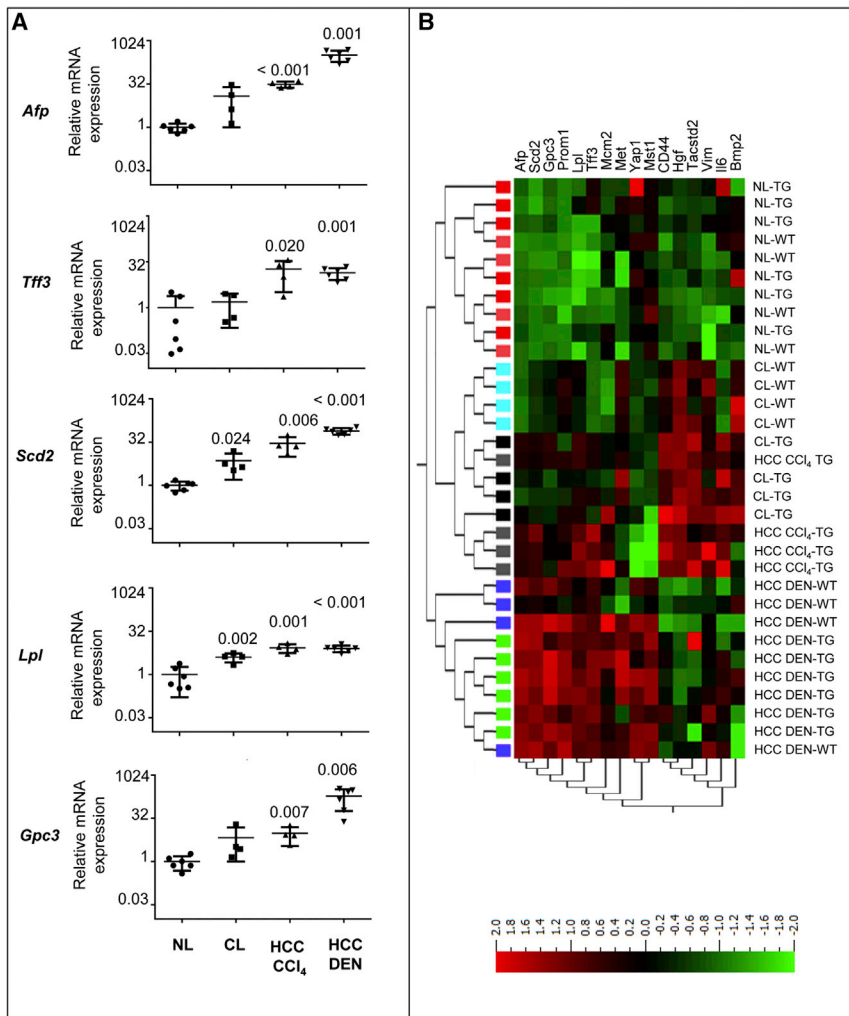 A
Relative mRNA
expression
Afp
1024
32
1
0.03
< 0.001
0.001
Relative mRNA
expression
Tff3
1024
32
1
0.03
0.020
0.001
Relative mRNA
expression
Scd2
1024
32
1
0.03
0.024
0.006
< 0.001
Relative mRNA
expression
Lpl
1024
32
1
0.03
0.002
0.001
< 0.001
Relative mRNA
expression
Gpc3
1024
32
1
0.03
0.007
0.006
NL
CL
HCC
CCl4
HCC
DEN
B
Afp
Scd2
Gpc3
Prom1
Lpl
Tff3
Mcm2
Met
Yap1
Mst1
CD44
Hgf
Tacstd2
Vim
Il6
Bmp2
NL-TG
NL-TG
NL-TG
NL-WT
NL-WT
NL-TG
NL-TG
NL-WT
NL-TG
NL-WT
CL-WT
CL-WT
CL-WT
CL-WT
CL-TG
HCC CCl4 TG
CL-TG
CL-TG
CL-TG
HCC CCl4-TG
HCC CCl4-TG
HCC CCl4-TG
HCC DEN-WT
HCC DEN-WT
HCC DEN-WT
HCC DEN-TG
HCC DEN-TG
HCC DEN-TG
HCC DEN-TG
HCC DEN-TG
HCC DEN-TG
HCC DEN-WT
2.0
1.8
1.6
1.4
1.2
1.0
0.8
0.6
0.4
0.2
0.0
-0.2
-0.4
-0.6
-0.8
-1.0
-1.2
-1.4
-1.6
-1.8
-2.0